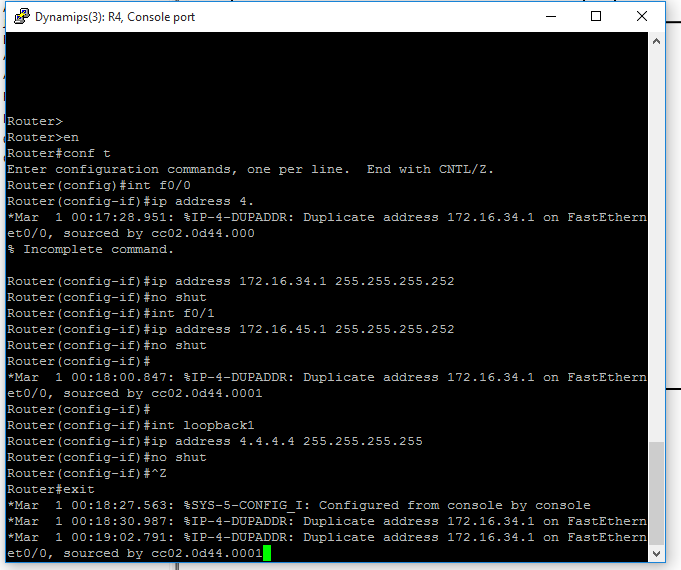 Dynamips(3): R4, Console port
Router>
Router>en
Router#conf t
Enter configuration commands, one per line.  End with CNTL/Z.
Router(config)#int f0/0
Router(config-if)#ip address 4.
*Mar  1 00:17:28.951: %IP-4-DUPADDR: Duplicate address 172.16.34.1 on FastEthern
et0/0, sourced by cc02.0d44.000
% Incomplete command.
Router(config-if)#ip address 172.16.34.1 255.255.255.252
Router(config-if)#no shut
Router(config-if)#int f0/1
Router(config-if)#ip address 172.16.45.1 255.255.255.252
Router(config-if)#no shut
Router(config-if)#
*Mar  1 00:18:00.847: %IP-4-DUPADDR: Duplicate address 172.16.34.1 on FastEthern
et0/0, sourced by cc02.0d44.0001
Router(config-if)#
Router(config-if)#int loopback1
Router(config-if)#ip address 4.4.4.4 255.255.255.255
Router(config-if)#no shut
Router(config-if)#^Z
Router#exit
*Mar  1 00:18:27.563: %SYS-5-CONFIG_I: Configured from console by console
*Mar  1 00:18:30.987: %IP-4-DUPADDR: Duplicate address 172.16.34.1 on FastEthern
*Mar  1 00:19:02.791: %IP-4-DUPADDR: Duplicate address 172.16.34.1 on FastEthern
et0/0, sourced by cc02.0d44.0001